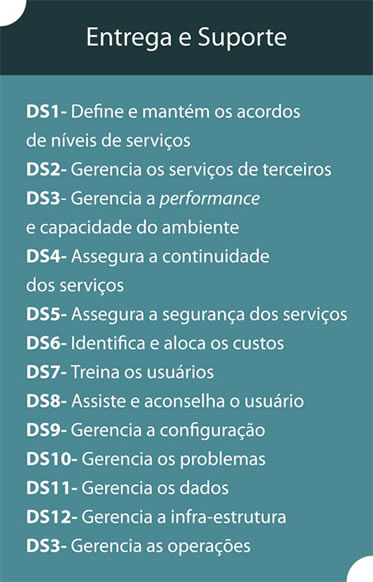 Entrega e Suporte
DS1- Define e mantém os acordos
de níveis de serviços
DS2- Gerencia os serviços de terceiros
DS3- Gerencia a performance
e capacidade do ambiente
DS4- Assegura a continuidade
dos serviços
DS5- Assegura a segurança dos serviços
DS6- Identifica e aloca os custos
DS7- Treina os usuários
DS8- Assiste e aconselha o usuário
DS9- Gerencia a configuração
DS10- Gerencia os problemas
DS11- Gerencia os dados
DS12- Gerencia a infra-estrutura
DS3- Gerencia as operações